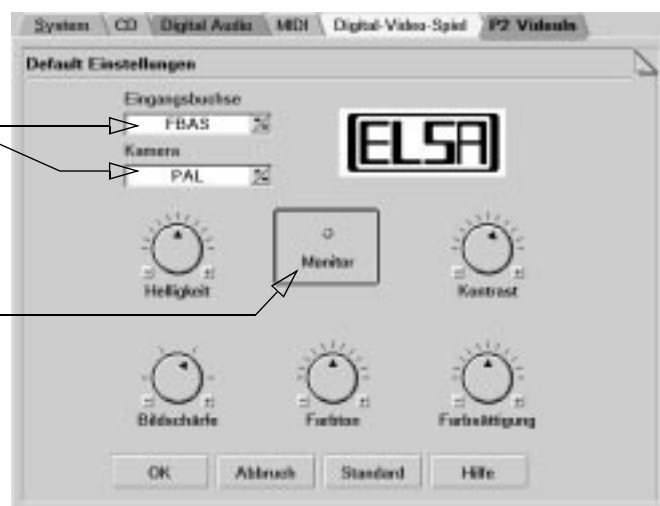 System CD Digital Audio MIDI Digital-Video-Spiel P2 VideoIn
Default Einstellungen
Eingangsbuchse
FBAS
Kamera
PAL
ELSA
Monitor
Helligkeit Kontrast
Bildschärfe Farbton Farbsättigung
OK Abbruch Standard Hilfe